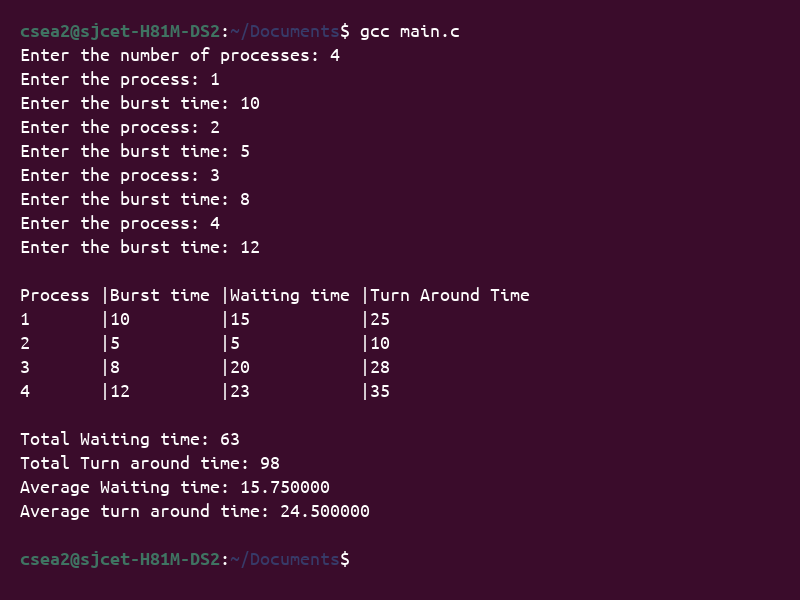 csea2@sjcet-H81M-DS2:~/Documents$ gcc main.c
Enter the number of processes: 4
Enter the process: 1
Enter the burst time: 10
Enter the process: 2
Enter the burst time: 5
Enter the process: 3
Enter the burst time: 8
Enter the process: 4
Enter the burst time: 12
Process |Burst time |Waiting time |Turn Around Time
1       |10         |15           |25
2       |5          |5            |10
3       |8          |20           |28
4       |12         |23           |35
Total Waiting time: 63
Total Turn around time: 98
Average Waiting time: 15.750000
Average turn around time: 24.500000
csea2@sjcet-H81M-DS2:~/Documents$